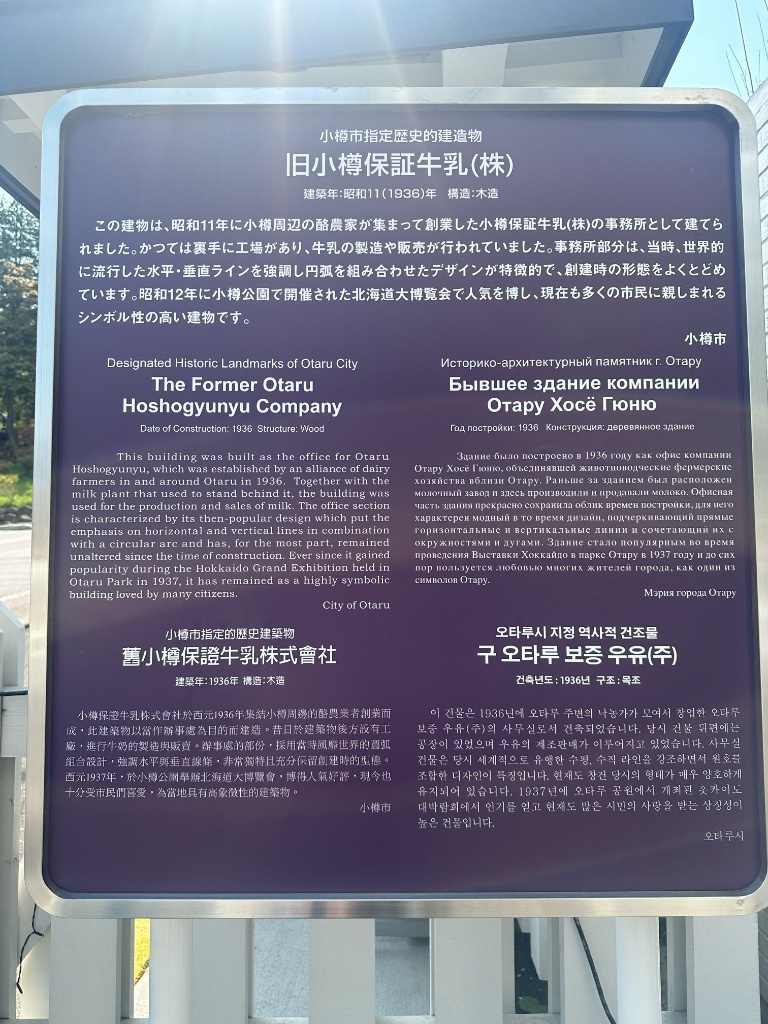 小樽市指定歴史的建造物
旧小樽保証牛乳(株)
建築年:昭和11(1936)年 構造:木造
この建物は、昭和11年に小樽周辺の酪農家が集まって創業した小樽保証牛乳(株)の事務所として建てら
れました。かつては裏手に工場があり、牛乳の製造や販売が行われていました。事務所部分は、当時、世界的
に流行した水平・垂直ラインを強調し円弧を組み合わせたデザインが特徴的で、創建時の形態をよくとどめ
ています。昭和12年に小樽公園で開催された北海道大博覧会で人気を博し、現在も多くの市民に親しまれる
シンボル性の高い建物です。
小樽市
Designated Historic Landmarks of Otaru City
The Former Otaru
Hoshogyunyu Company
Date of Construction: 1936 Structure: Wood
This building was built as the office for Otaru
Hoshogyunyu, which was established by an alliance of dairy
farmers in and around Otaru in 1936. Together with the
milk plant that used to stand behind it, the building was
used for the production and sales of milk. The office section
is characterized by its then-popular design which put the
emphasis on horizontal and vertical lines in combination
with a circular arc and has, for the most part, remained
unaltered since the time of construction. Ever since it gained
popularity during the Hokkaido Grand Exhibition held in
Otaru Park in 1937, it has remained as a highly symbolic
building loved by many citizens.
City of Otaru
Историко-архитектурный памятник г. Отару
Бывшее здание компании
Отару Хосё Гюню
Год постройки: 1936 Конструкция: деревянное здание
Здание было построено в 1936 году как офис компании
Отару Хосё Гюню, объединявшей животноводческие фермерские
хозяйства вблизи Отару. Раньше за зданием был расположен
молочный завод и здесь производили и продавали молоко. Офисная
часть здания прекрасно сохранила облик времен постройки, для него
характерен модный в то время дизайн, подчеркивающий прямые
горизонтальные и вертикальные линии и сочетающий их с
окружностями и дугами. Здание стало популярным во время
проведения Выставки Хоккайдо в парке Отару в 1937 году и до сих
пор пользуется любовью многих жителей города, как один из
символов Отару.
Мэрия города Отару
小樽市指定的歷史建築物
舊小樽保證牛乳株式會社
建築年:1936年 構造:木造
小樽保證牛乳株式會社於西元1936年集結小樽周邊的酪農業者創業而
成,此建築物以當作辦事處為目的而建造。昔日於建築物後方設有工
廠,進行牛奶的製造與販賣。辦事處的部份,採用當時風靡世界的圓弧
組合設計,強調水平與垂直線條,非常獨特且充分保留創建時的型態。
西元1937年,於小樽公園舉辦北海道大博覽會,博得人氣好評,現今也
十分受市民們喜愛,為當地具有高象徵性的建築物。
小樽市
오타루시 지정 역사적 건조물
구 오타루 보증 우유(주)
건축년도:1936년 구조:목조
이 건물은 1936년에 오타루 주변의 낙농가가 모여서 창업한 오타루
보증 우유(주)의 사무실로서 건축되었습니다. 당시 건물 뒤편에는
공장이 있었으며 우유의 제조판매가 이루어지고 있었습니다. 사무실
건물은 당시 세계적으로 유행한 수평, 수직 라인을 강조하면서 원호를
조합한 디자인이 특징입니다. 현재도 창건 당시의 형태가 매우 양호하게
유지되어 있습니다. 1937년에 오타루 공원에서 개최된 홋카이도
대박람회에서 인기를 얻고 현재도 많은 시민의 사랑을 받는 상징성이
높은 건물입니다.
오타루시